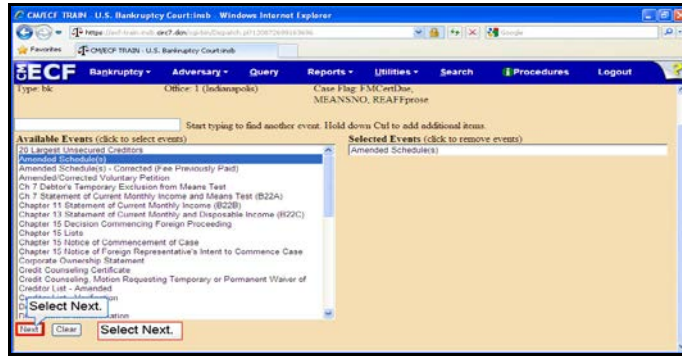 CM/ECF TRAIN - U.S. Bankruptcy Court:insb - Windows Internet Explorer
Google
Favorites CM/ECF TRAIN - U.S. Bankruptcy Court:insb
ECF Bankruptcy Adversary Query Reports Utilities Search Procedures Logout
Type: bk Office: 1 (Indianapolis) Case Flag: FMCertDue,
MEANSNO, REAFFprose
Start typing to find another event. Hold down Ctrl to add additional items.
Available Events (click to select events) Selected Events (click to remove events)
20 Largest Unsecured Creditors Amended Schedule(s)
Amended Schedule(s)
Amended Schedule(s) - Corrected (Fee Previously Paid)
Amended/Corrected Voluntary Petition
Ch 7 Debtor's Temporary Exclusion from Means Test
Ch 7 Statement of Current Monthly Income and Means Test (B22A)
Chapter 11 Statement of Current Monthly Income (B22B)
Chapter 13 Statement of Current Monthly and Disposable Income (B22C)
Chapter 15 Decision Commencing Foreign Proceeding
Chapter 15 Lists
Chapter 15 Notice of Commencement of Case
Chapter 15 Notice of Foreign Representative's Intent to Commence Case
Corporate Ownership Statement
Credit Counseling Certificate
Credit Counseling, Motion Requesting Temporary or Permanent Waiver of
Creditor List - Amended
Select Next.
Next Clear Select Next.